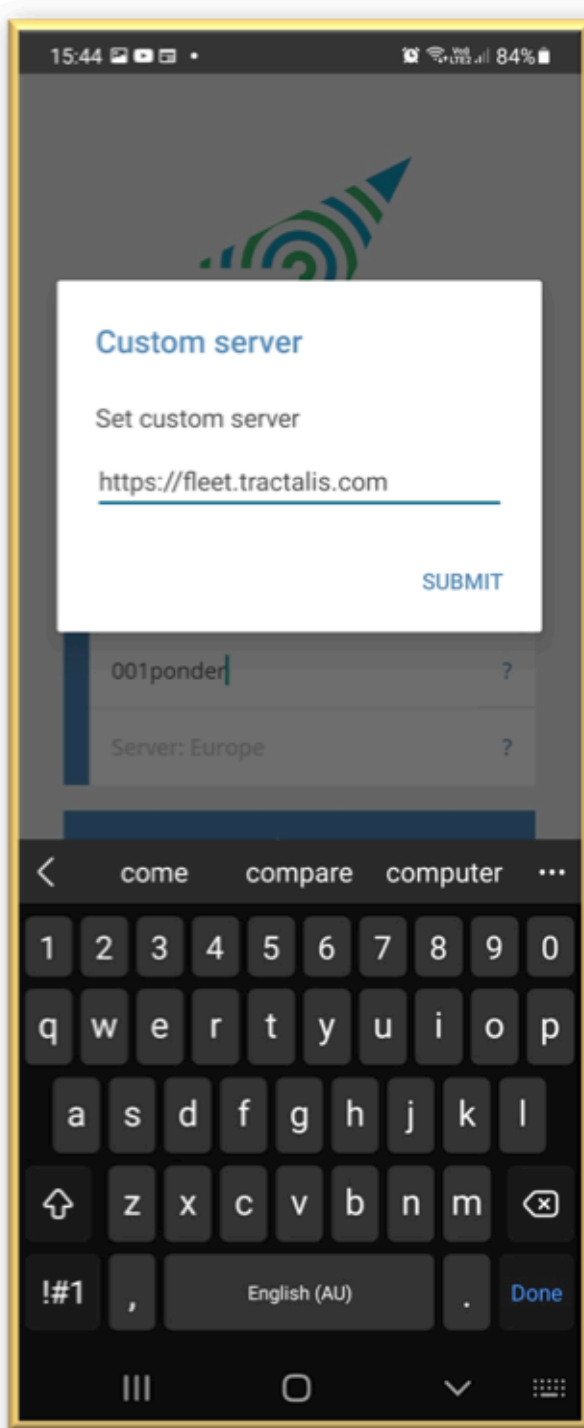 15:44 84%
Custom server
Set custom server
https://fleet.tractalis.com
SUBMIT
001ponder ?
Server: Europe ?
come compare computer
1 2 3 4 5 6 7 8 9 0
q w e r t y u i o p
a s d f g h j k l
z x c v b n m
!#1 , English (AU) . Done